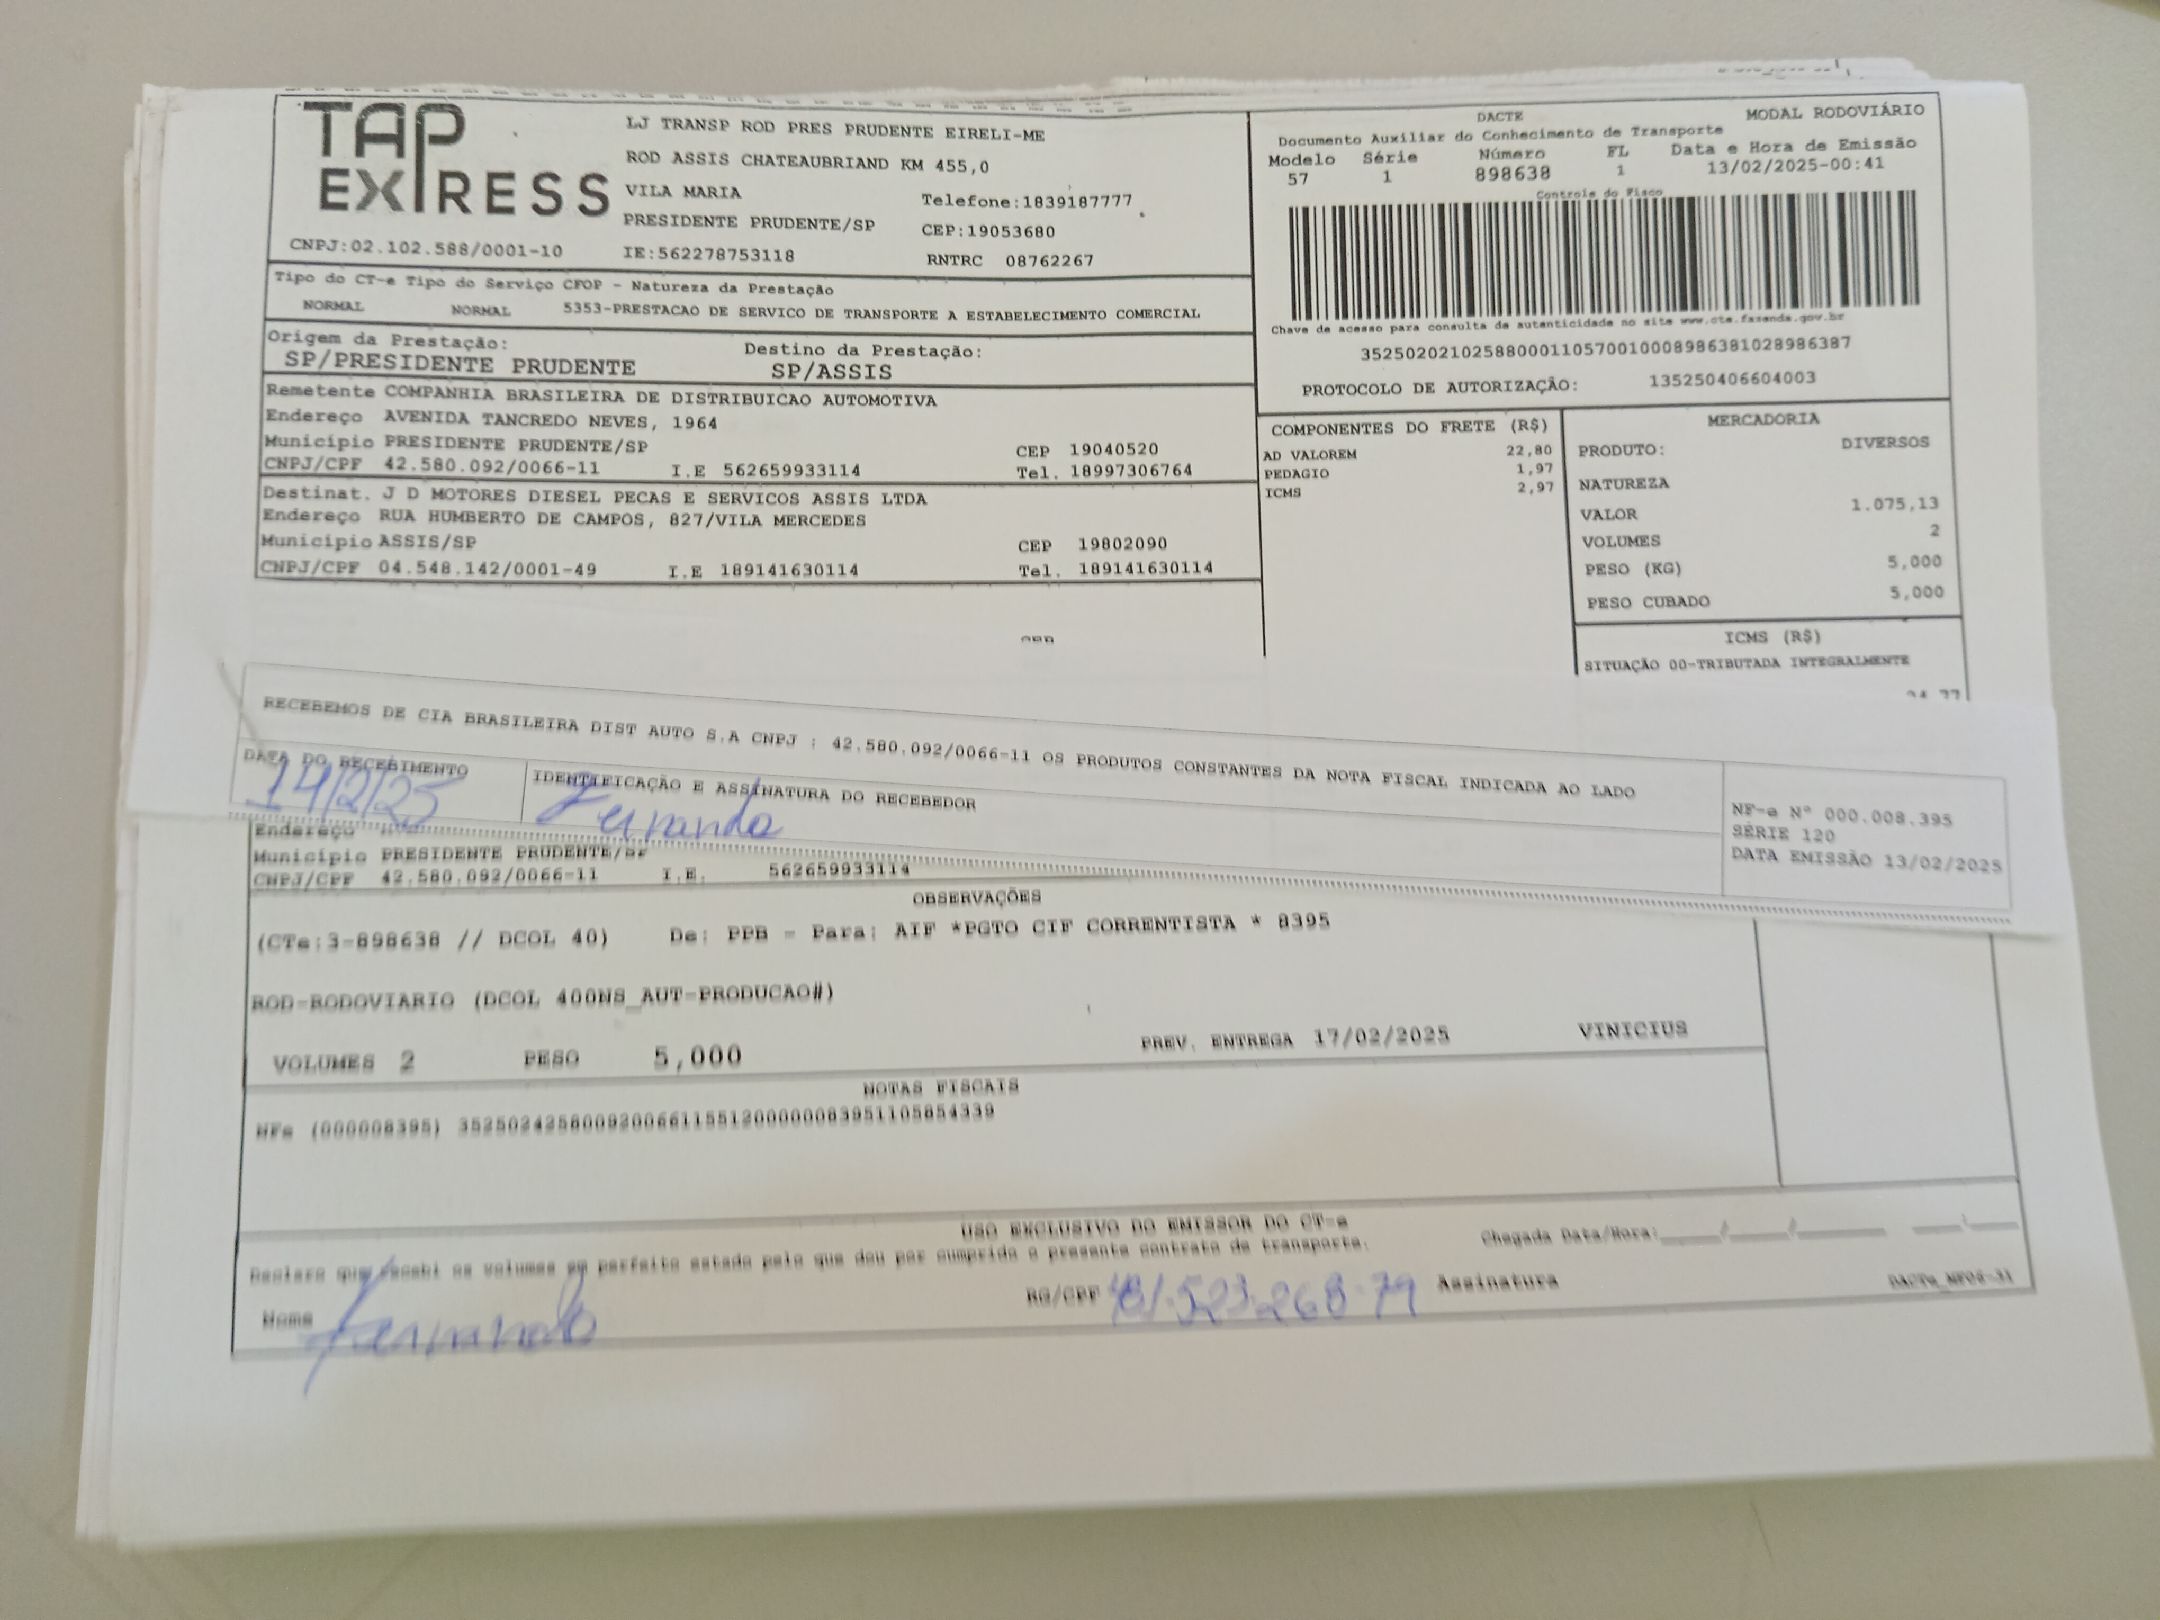 TAP EXPRESS
CNPJ:02.102.588/0001-10
LJ TRANSP ROD PRES PRUDENTE EIRELI-ME
ROD ASSIS CHATEAUBRIAND KM 455,0
VILA MARIA
Telefone:1839187777
PRESIDENTE PRUDENTE/SP
CEP:19053680
IE:562278753118
RNTRC 08762267
DACTE
MODAL RODOVIÁRIO
Documento Auxiliar do Conhecimento de Transporte
Modelo Série Número FL Data e Hora de Emissão
57 1 898638 1 13/02/2025-00:41
Controle do Fisco
Chave de acesso para consulta de autenticidade no site www.cte.fazenda.gov.br
35250202102588000110570010008986381028986387
PROTOCOLO DE AUTORIZAÇÃO: 135250406604003
Tipo do CT-e Tipo do Serviço CFOP - Natureza da Prestação
NORMAL NORMAL 5353-PRESTACAO DE SERVICO DE TRANSPORTE A ESTABELECIMENTO COMERCIAL
Origem da Prestação: Destino da Prestação:
SP/PRESIDENTE PRUDENTE SP/ASSIS
Remetente COMPANHIA BRASILEIRA DE DISTRIBUICAO AUTOMOTIVA
Endereço AVENIDA TANCREDO NEVES, 1964
Município PRESIDENTE PRUDENTE/SP CEP 19040520
CNPJ/CPF 42.580.092/0066-11 I.E 562659933114 Tel. 18997306764
Destinat. J D MOTORES DIESEL PECAS E SERVICOS ASSIS LTDA
Endereço RUA HUMBERTO DE CAMPOS, 827/VILA MERCEDES
Município ASSIS/SP CEP 19802090
CNPJ/CPF 04.548.142/0001-49 I.E 189141630114 Tel. 189141630114
COMPONENTES DO FRETE (R$)
AD VALOREM 22,80
PEDAGIO 1,97
ICMS 2,97
MERCADORIA
PRODUTO: DIVERSOS
NATUREZA
VALOR 1.075,13
VOLUMES 2
PESO (KG) 5,000
PESO CUBADO 5,000
ICMS (R$)
SITUAÇÃO 00-TRIBUTADA INTEGRALMENTE
RECEBEMOS DE CIA BRASILEIRA DIST AUTO S.A CNPJ : 42.580.092/0066-11 OS PRODUTOS CONSTANTES DA NOTA FISCAL INDICADA AO LADO
DATA DO RECEBIMENTO
14/2/25
IDENTIFICAÇÃO E ASSINATURA DO RECEBEDOR
Fernando
NF-e Nº 000.008.395
SÉRIE 120
DATA EMISSÃO 13/02/2025
Endereço
Município PRESIDENTE PRUDENTE/SP
CNPJ/CPF 42.580.092/0066-11 I.E. 562659933114
OBSERVAÇÕES
(CTe:3-898638 // DCOL 40) De: PPB - Para: AIF *PGTO CIF CORRENTISTA * 8395
ROD-RODOVIARIO (DCOL 400NS_AUT-PRODUCAO#)
VOLUMES 2 PESO 5,000 PREV. ENTREGA 17/02/2025 VINICIUS
NOTAS FISCAIS
NFe (000008395) 35250242580092006611551200000083951105854339
USO EXCLUSIVO DO EMISSOR DO CT-e
Declaro que recebi os volumes em perfeito estado pelo que dou por cumprido o presente contrato de transporte.
Chegada Data/Hora:
Nome Fernando
RG/CPF 481.523.268-79 Assinatura